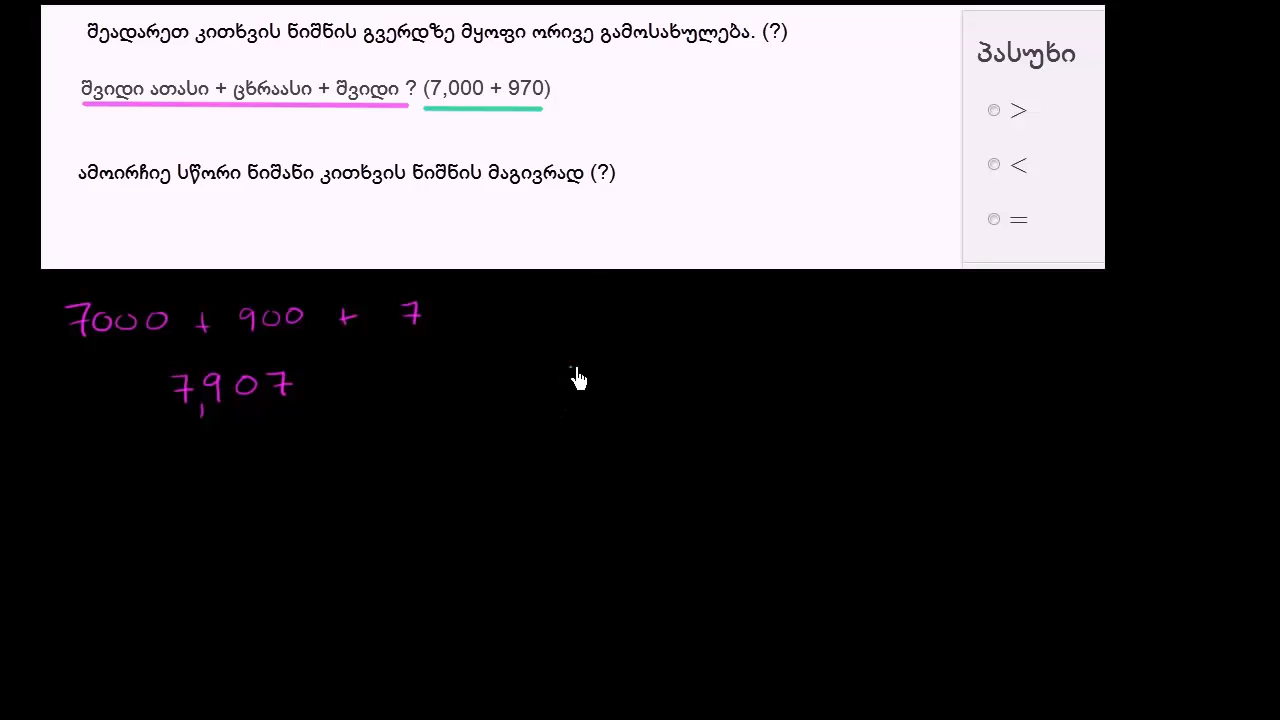 შეადარეთ კითხვის ნიშნის გვერდზე მყოფი ორივე გამოსახულება. (?)
შვიდი ათასი + ცხრაასი + შვიდი ? (7,000 + 970)
ამოირჩიე სწორი ნიშანი კითხვის ნიშნის მაგივრად (?)
პასუხი
>
<
=
7000 + 900 + 7
7,907